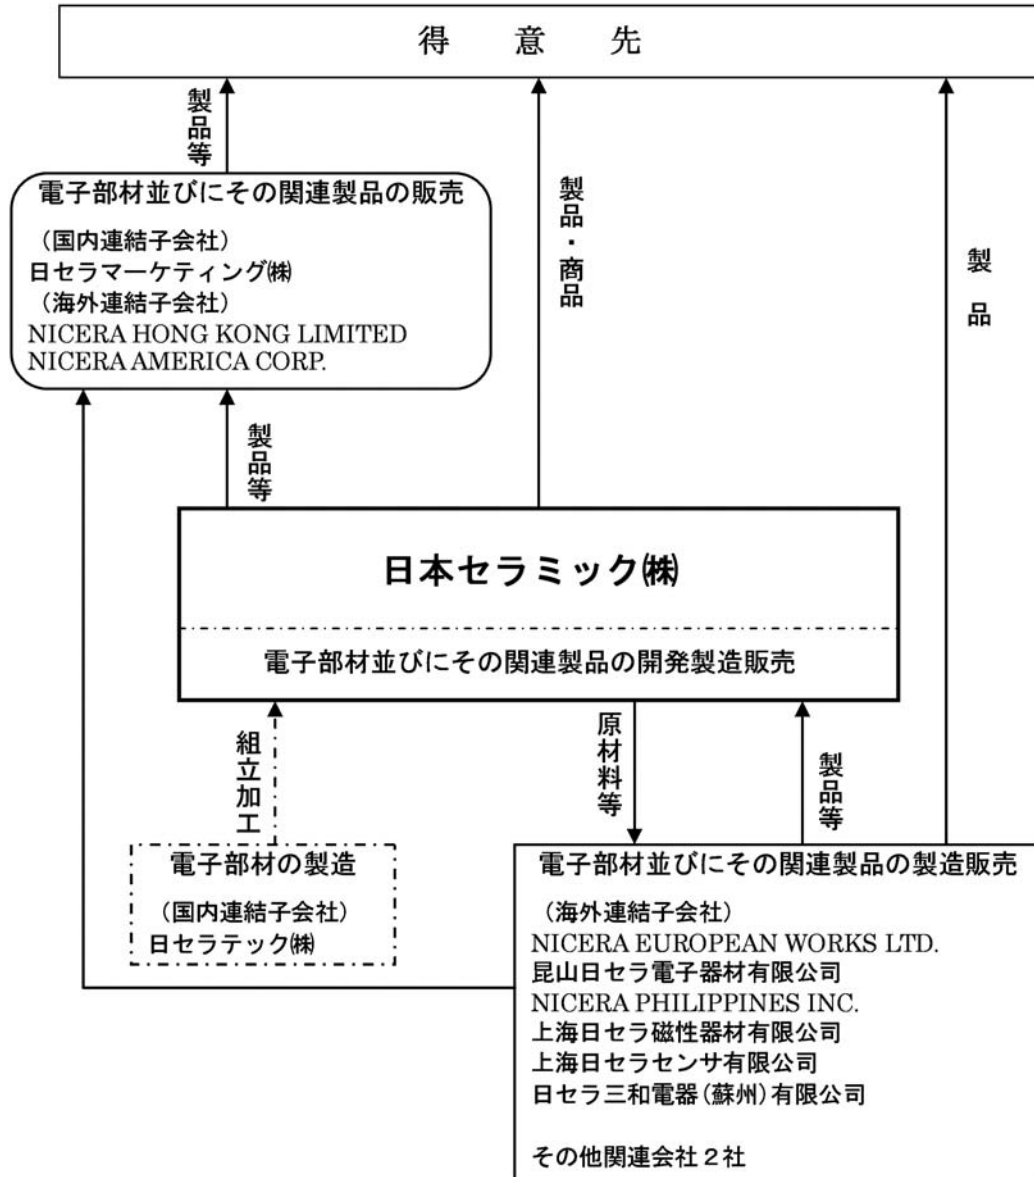 得意先
製品等
電子部材並びにその関連製品の販売
（国内連結子会社）
日セラマーケティング㈱
（海外連結子会社）
NICERA HONG KONG LIMITED
NICERA AMERICA CORP.
製品・商品
製品
製品等
日本セラミック㈱
電子部材並びにその関連製品の開発製造販売
組立加工
原材料等
製品等
電子部材の製造
（国内連結子会社）
日セラテック㈱
電子部材並びにその関連製品の製造販売
（海外連結子会社）
NICERA EUROPEAN WORKS LTD.
昆山日セラ電子器材有限公司
NICERA PHILIPPINES INC.
上海日セラ磁性器材有限公司
上海日セラセンサ有限公司
日セラ三和電器(蘇州)有限公司
その他関連会社２社